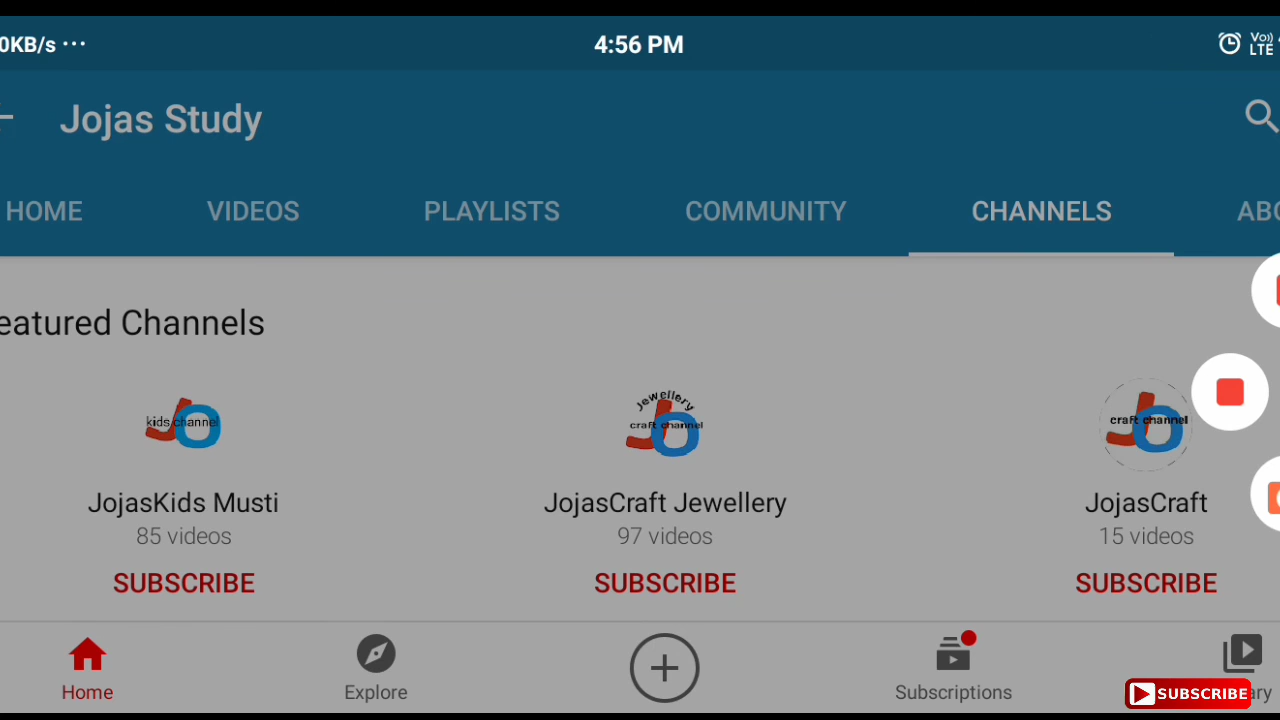 0KB/s ...
4:56 PM
Vo))
LTE
Jojas Study
HOME VIDEOS PLAYLISTS COMMUNITY CHANNELS
eatured Channels
kids channel
Jewellery
craft channel
craft channel
JojasKids Musti JojasCraft Jewellery JojasCraft
85 videos 97 videos 15 videos
SUBSCRIBE SUBSCRIBE SUBSCRIBE
Home Explore Subscriptions
SUBSCRIBE